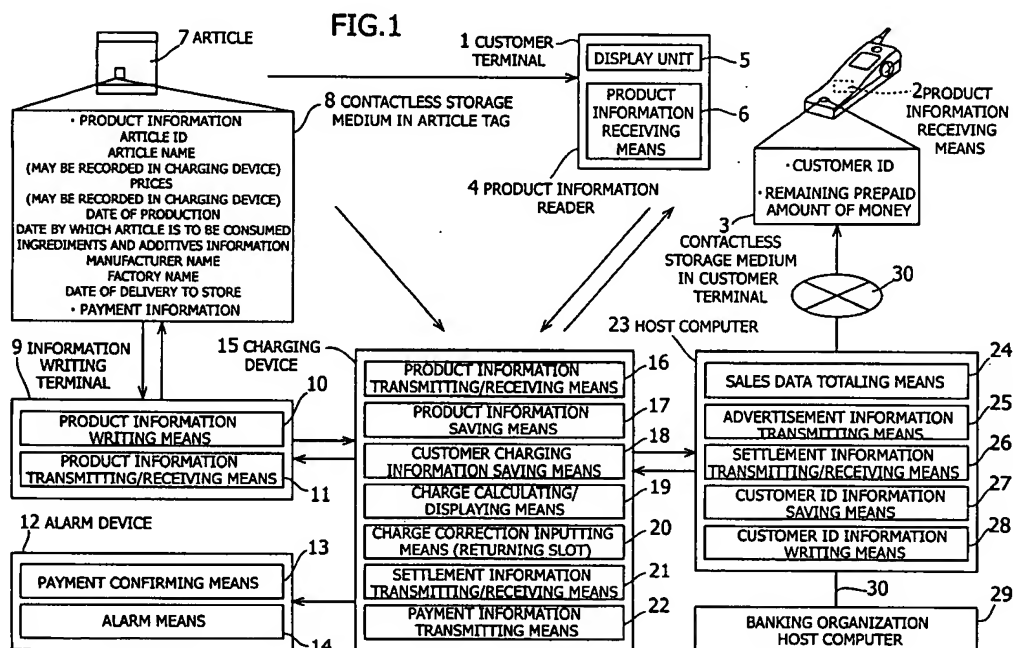 FIG.1
7 ARTICLE
1 CUSTOMER
TERMINAL
DISPLAY UNIT
5
PRODUCT
INFORMATION
RECEIVING
MEANS
6
4 PRODUCT INFORMATION
READER
8 CONTACTLESS STORAGE
MEDIUM IN ARTICLE TAG
2 PRODUCT
INFORMATION
RECEIVING
MEANS
• PRODUCT INFORMATION
ARTICLE ID
ARTICLE NAME
(MAY BE RECORDED IN CHARGING DEVICE)
PRICES
(MAY BE RECORDED IN CHARGING DEVICE)
DATE OF PRODUCTION
DATE BY WHICH ARTICLE IS TO BE CONSUMED
INGREDIMENTS AND ADDITIVES INFORMATION
MANUFACTURER NAME
FACTORY NAME
DATE OF DELIVERY TO STORE
• PAYMENT INFORMATION
• CUSTOMER ID
• REMAINING PREPAID
AMOUNT OF MONEY
3
CONTACTLESS
STORAGE MEDIUM
IN CUSTOMER
TERMINAL
30
9 INFORMATION
WRITING
TERMINAL
10
PRODUCT INFORMATION
WRITING MEANS
PRODUCT INFORMATION
TRANSMITTING/RECEIVING MEANS
11
12 ALARM DEVICE
13
PAYMENT CONFIRMING MEANS
ALARM MEANS
14
15 CHARGING
DEVICE
PRODUCT INFORMATION
TRANSMITTING/RECEIVING MEANS
16
PRODUCT INFORMATION
SAVING MEANS
17
CUSTOMER CHARGING
INFORMATION SAVING MEANS
18
CHARGE CALCULATING/
DISPLAYING MEANS
19
CHARGE CORRECTION INPUTTING
MEANS (RETURNING SLOT)
20
SETTLEMENT INFORMATION
TRANSMITTING/RECEIVING MEANS
21
PAYMENT INFORMATION
TRANSMITTING MEANS
22
23 HOST COMPUTER
SALES DATA TOTALING MEANS
24
ADVERTISEMENT INFORMATION
TRANSMITTING MEANS
25
SETTLEMENT INFORMATION
TRANSMITTING/RECEIVING MEANS
26
CUSTOMER ID INFORMATION
SAVING MEANS
27
CUSTOMER ID INFORMATION
WRITING MEANS
28
30
29
BANKING ORGANIZATION
HOST COMPUTER